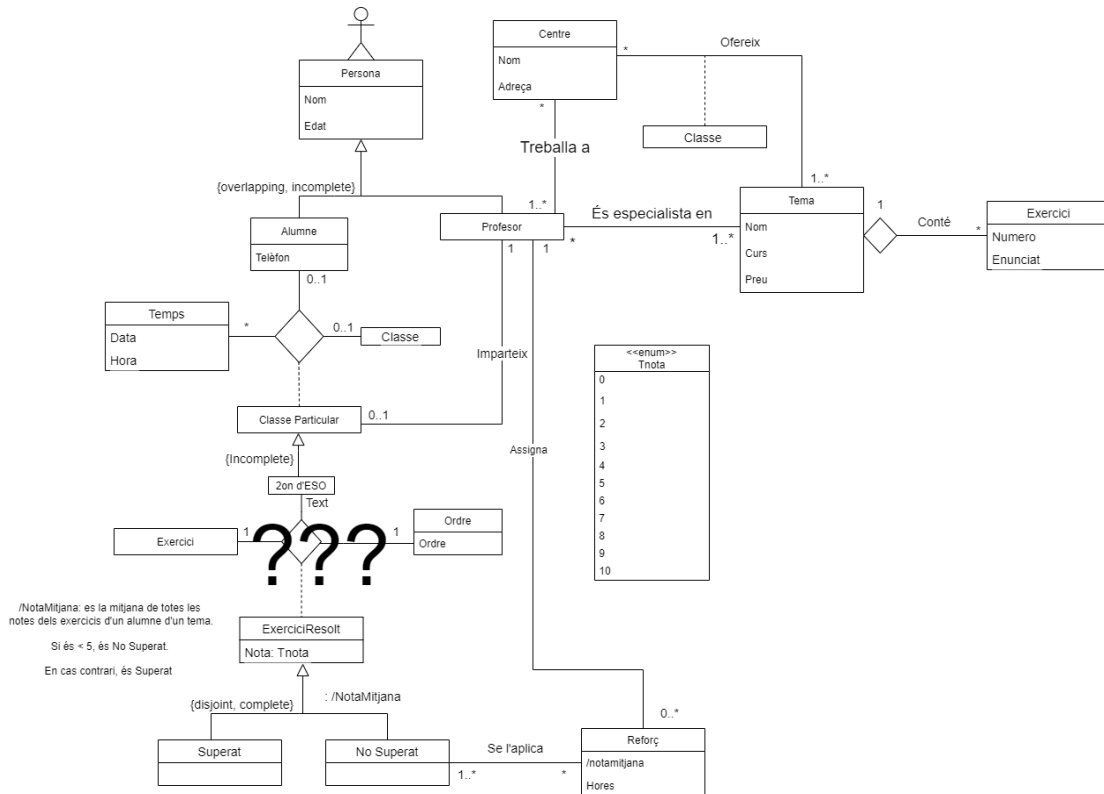 Persona
Nom
Edat
Centre
Nom
Adreça
*
Ofereix
*
Classe
Treballa a
1..*
1..*
{overlapping, incomplete}
Alumne
Telèfon
0..1
Profesor
1
1
*
És especialista en
1..*
Tema
Nom
Curs
Preu
1
Conté
*
Exercici
Numero
Enunciat
Temps
Data
Hora
*
0..1
Classe
Imparteix
<<enum>>
Tnota
0
1
2
3
4
5
6
7
8
9
10
Classe Particular
0..1
Assigna
{Incomplete}
2on d'ESO
Text
Exercici
1
???
1
Ordre
Ordre
/NotaMitjana: es la mitjana de totes les
notes dels exercicis d'un alumne d'un tema.
Si és < 5, ès No Superat.
En cas contrari, és Superat
ExerciciResolt
Nota: Tnota
{disjoint, complete}
: /NotaMitjana
Superat
No Superat
1..*
Se l'aplica
*
0..*
Reforç
/notamitjana
Hores